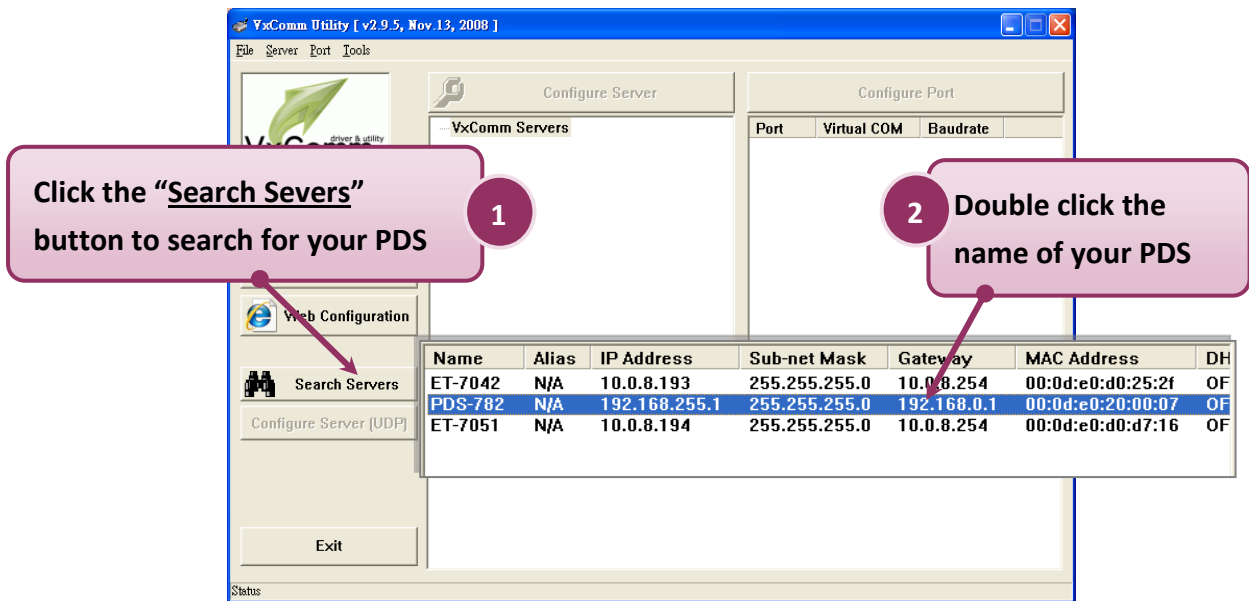 VxComm Utility [ v2.9.5, Nov.13, 2008 ]
File Server Port Tools
driver & utility
VxComm
Configure Server
Configure Port
VxComm Servers
Port Virtual COM Baudrate
Click the “Search Severs”
button to search for your PDS
1
2
Double click the
name of your PDS
Web Configuration
Search Servers
Configure Server (UDP)
Name Alias IP Address Sub-net Mask Gateway MAC Address DH
ET-7042 N/A 10.0.8.193 255.255.255.0 10.0.8.254 00:0d:e0:d0:25:2f OF
PDS-782 N/A 192.168.255.1 255.255.255.0 192.168.0.1 00:0d:e0:20:00:07 OF
ET-7051 N/A 10.0.8.194 255.255.255.0 10.0.8.254 00:0d:e0:d0:d7:16 OF
Exit
Status